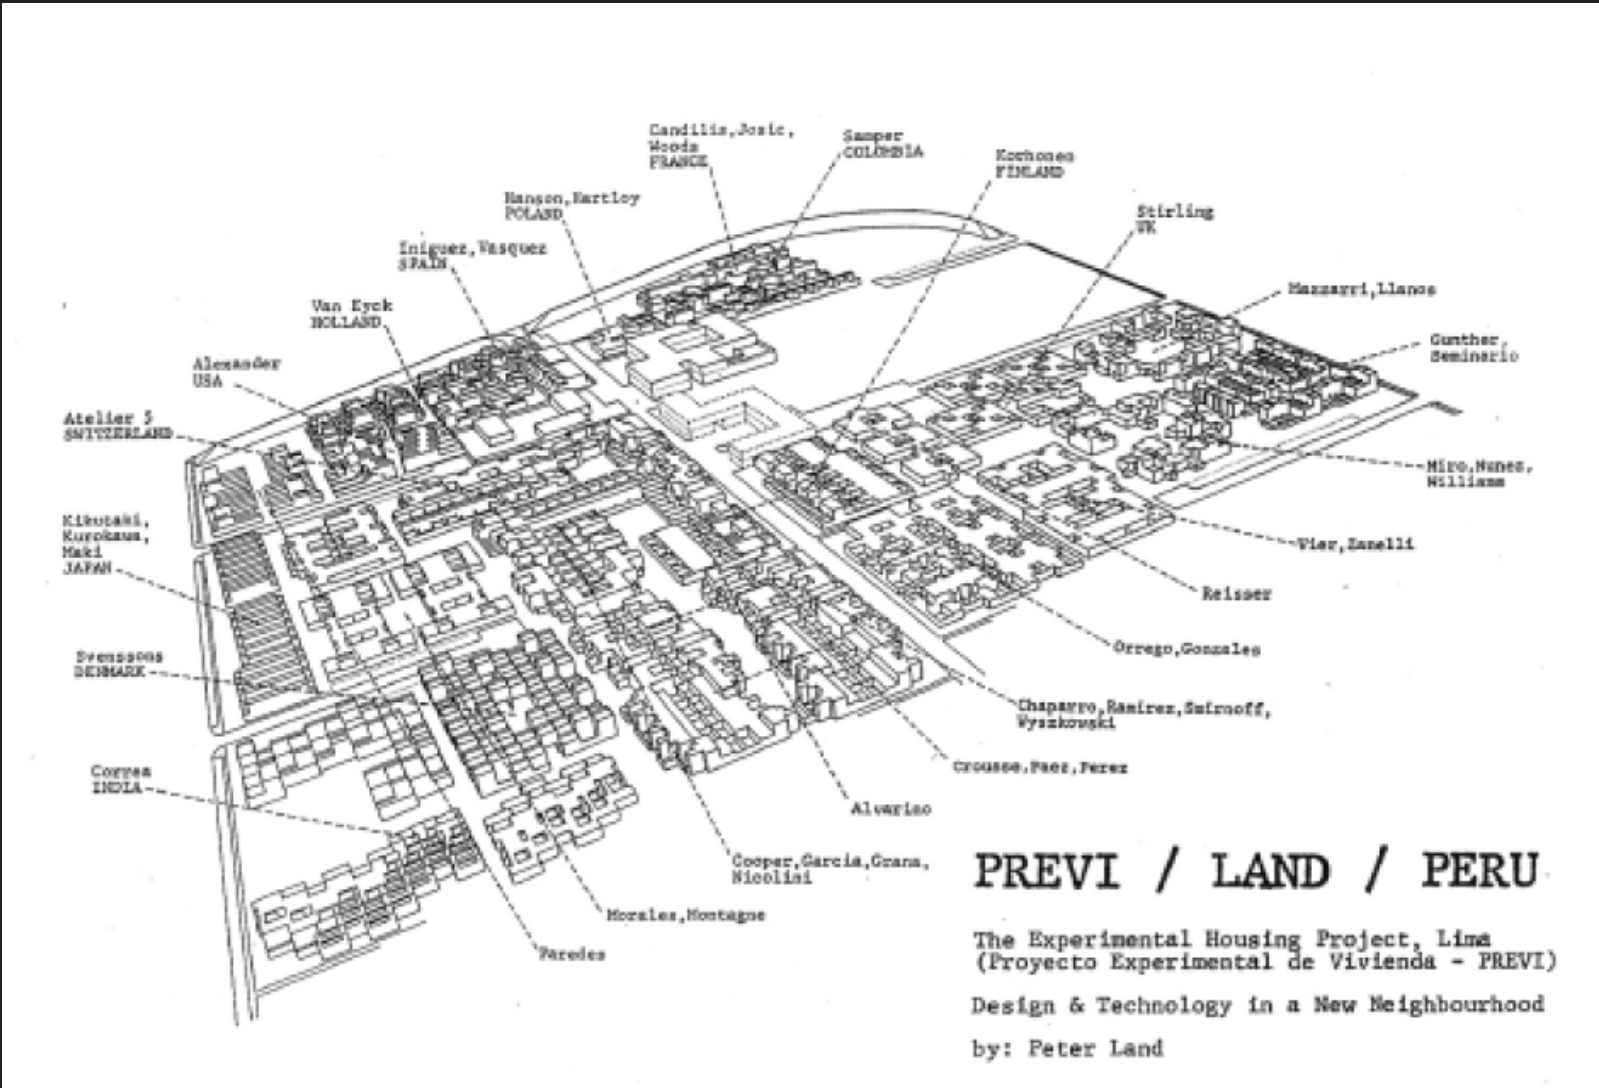 Candilis,Josic,
Woods
FRANCE
Samper
COLOMBIA
Korhonen
FINLAND
Hanson,Hartloy
POLAND
Stirling
UK
Iniguez,Vasquez
SPAIN
Mazzarri,Llanos
Van Eyck
HOLLAND
Gunther,
Seminario
Alexander
USA
Atelier 5
SWITZERLAND
Miro,Nunez,
Williams
Kikutaki,
Kurokawa,
Maki
JAPAN
Vier,Zanelli
Reisser
Orrego,Gonzales
Svenssons
DENMARK
Chaparro,Ramirez,Smirnoff,
Wyszkowski
Crousse,Paez,Perez
Correa
INDIA
Alvarino
Cooper,Garcia,Grana,
Nicolini
Morales,Montagne
Paredes
PREVI / LAND / PERU
The Experimental Housing Project, Lima
(Proyecto Experimental de Vivienda - PREVI)
Design & Technology in a New Neighbourhood
by: Peter Land